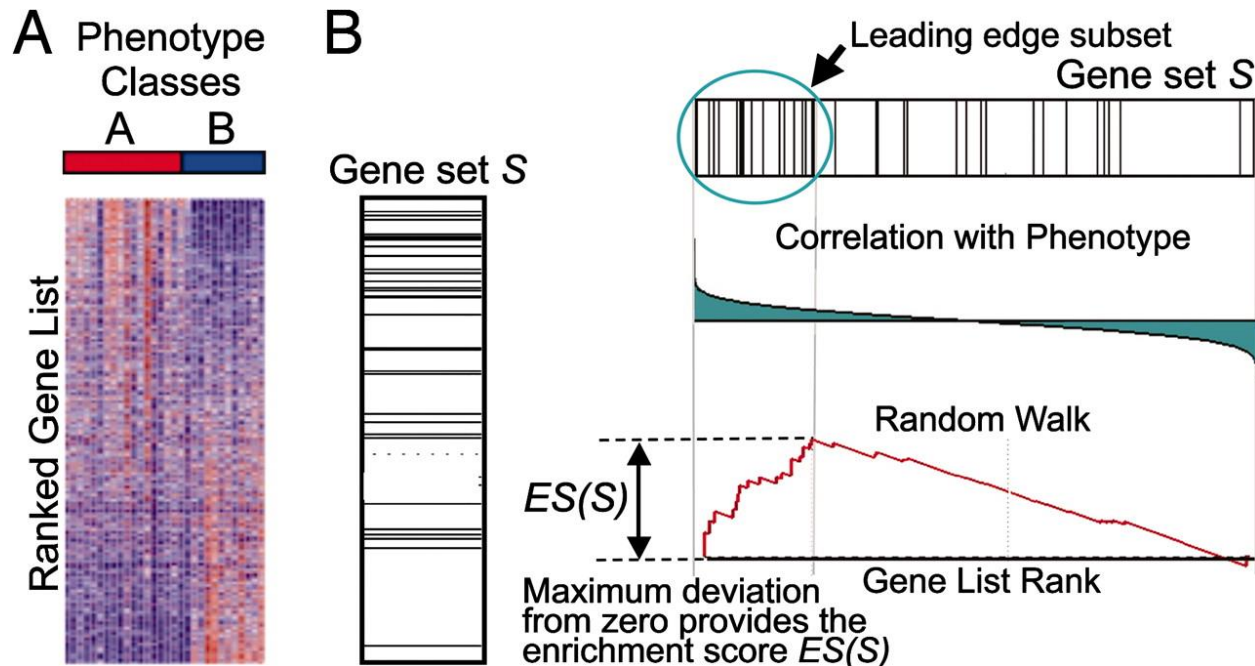 A
Phenotype
Classes
A B
Ranked Gene List
B
Gene set S
Leading edge subset
Gene set S
Correlation with Phenotype
Random Walk
ES(S)
Gene List Rank
Maximum deviation
from zero provides the
enrichment score ES(S)